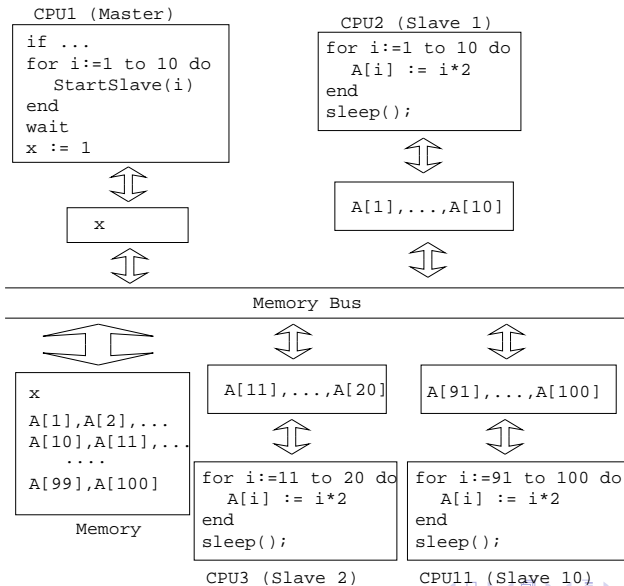 CPU1 (Master)
if ...
for i:=1 to 10 do
StartSlave(i)
end
wait
x := 1
x
CPU2 (Slave 1)
for i:=1 to 10 do
A[i] := i*2
end
sleep();
A[1],...,A[10]
Memory Bus
x
A[1],A[2],...
A[10],A[11],...
....
A[99],A[100]
Memory
A[11],...,A[20]
for i:=11 to 20 do
A[i] := i*2
end
sleep();
CPU3 (Slave 2)
A[91],...,A[100]
for i:=91 to 100 do
A[i] := i*2
end
sleep();
CPU11 (Slave 10)